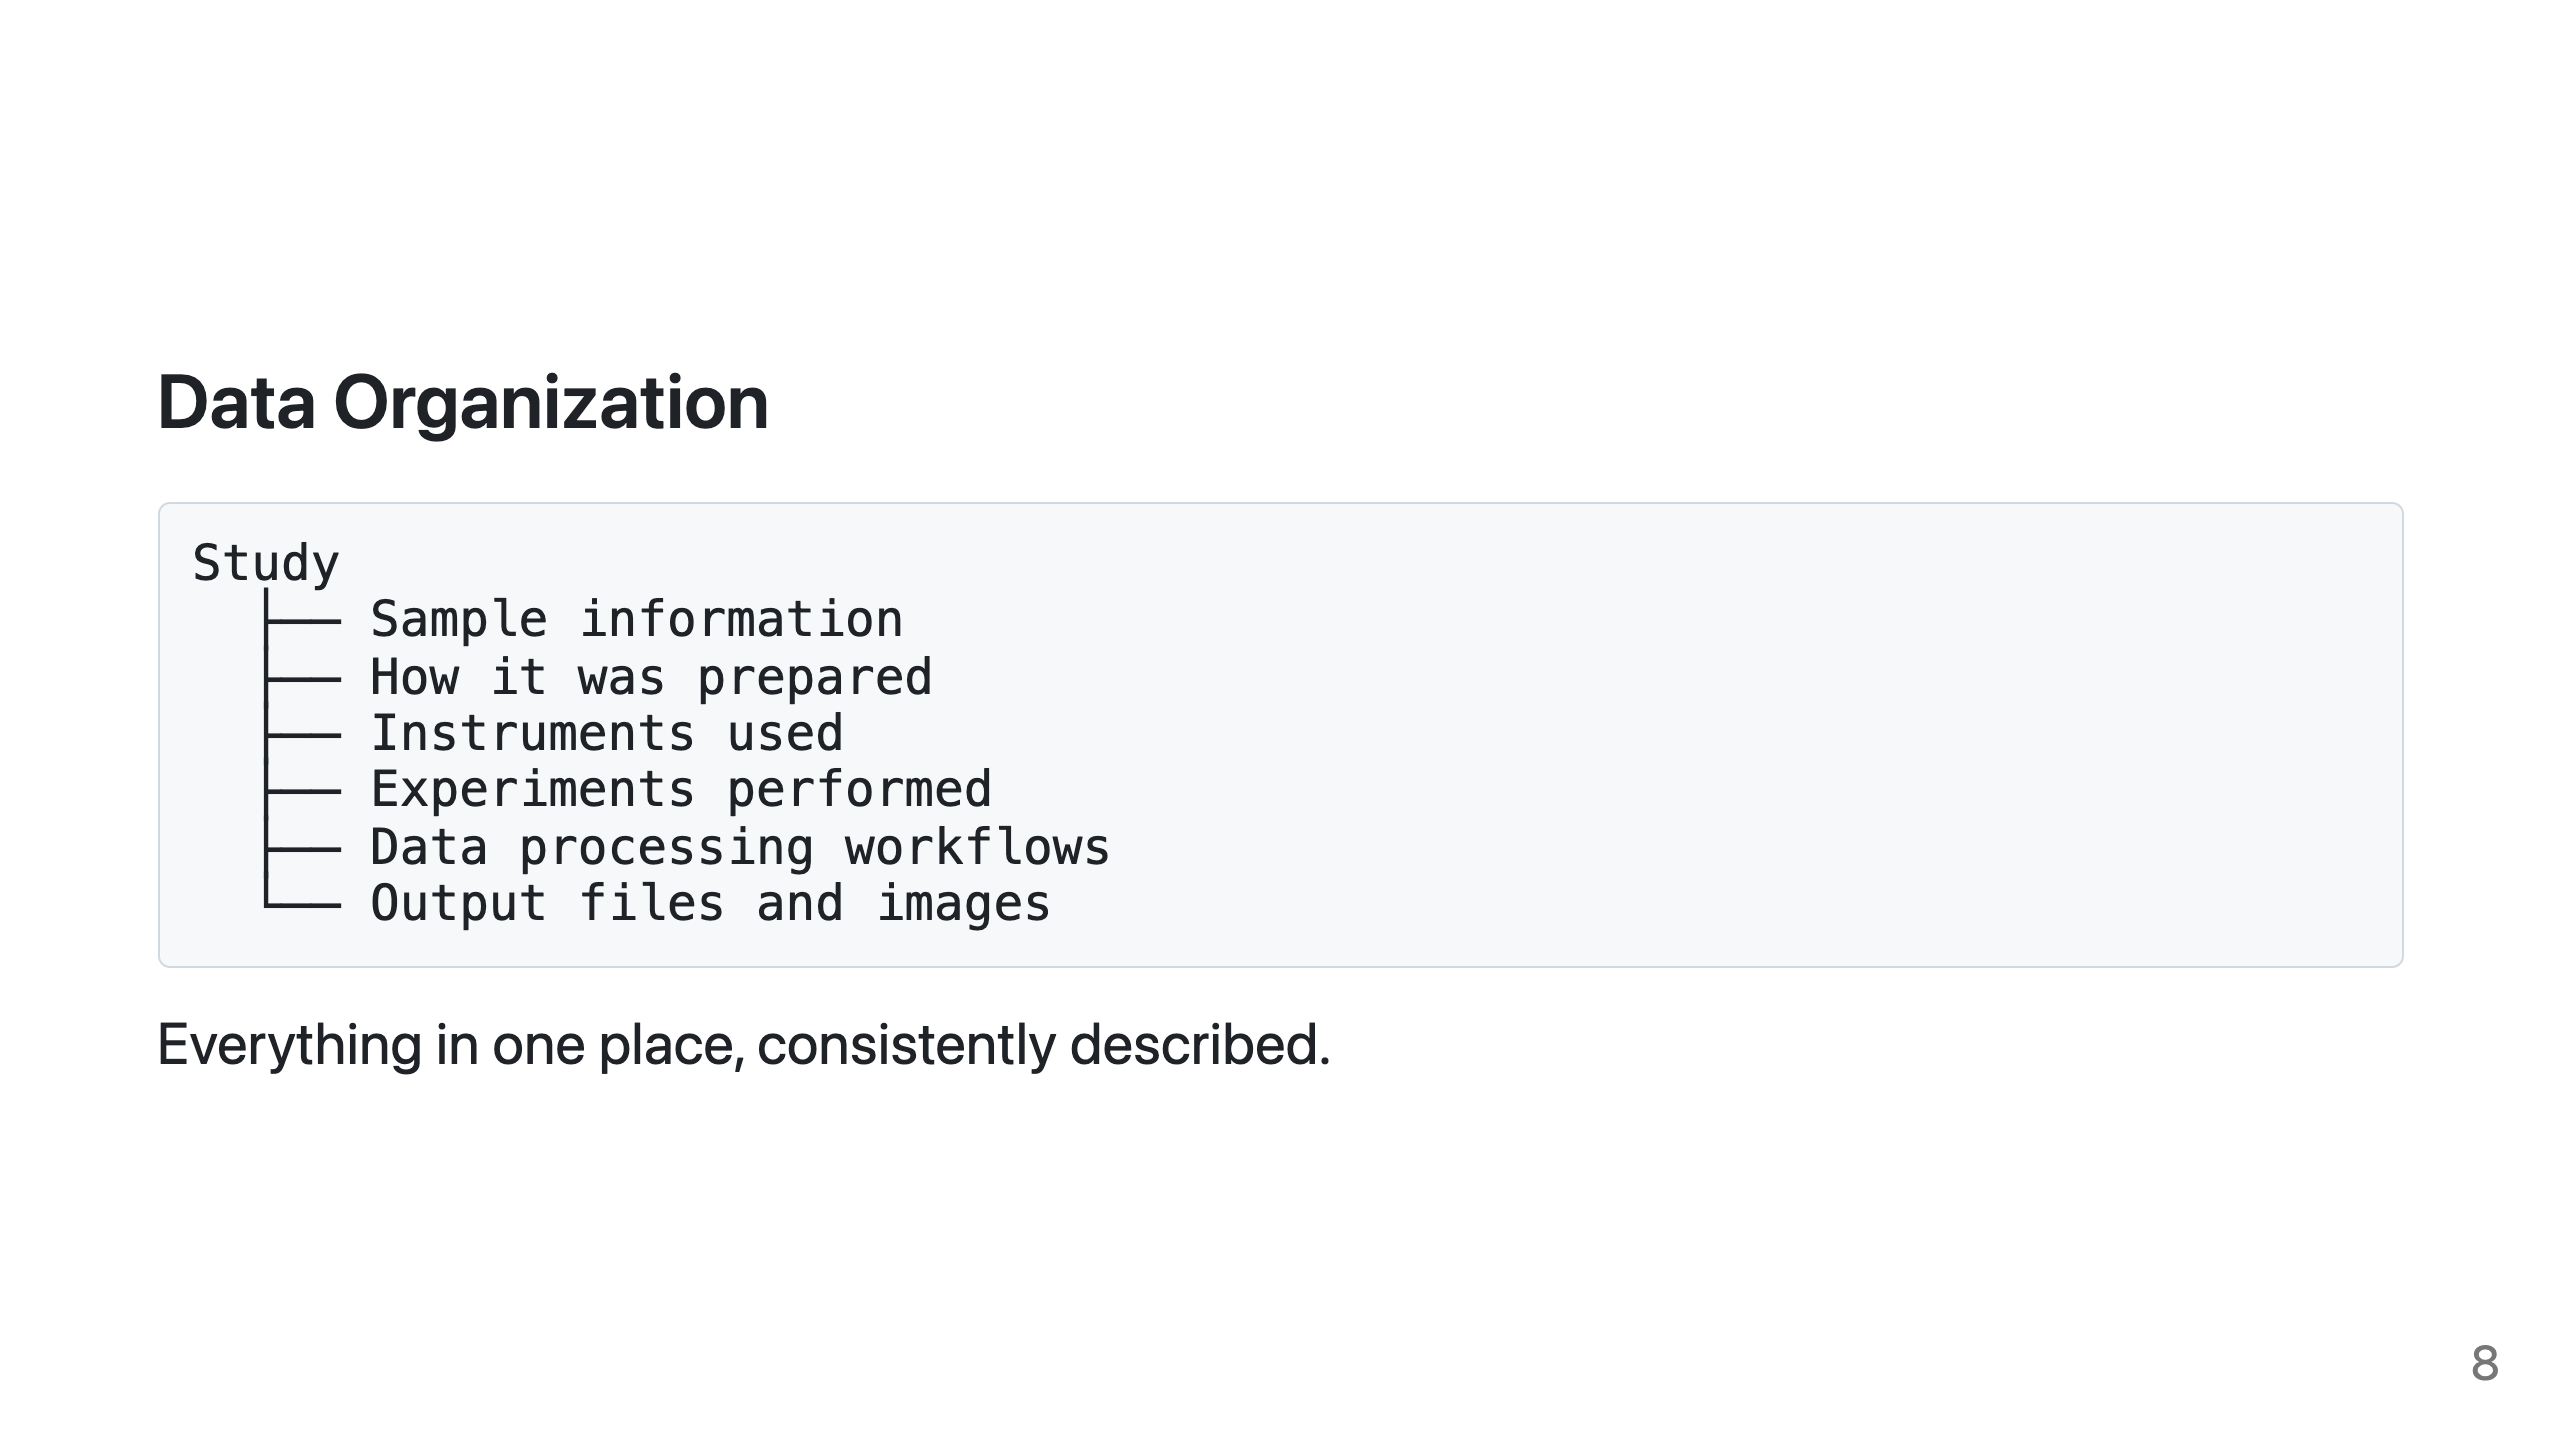 Data Organization
Study
├── Sample information
├── How it was prepared
├── Instruments used
├── Experiments performed
├── Data processing workflows
└── Output files and images
Everything in one place, consistently described.
8